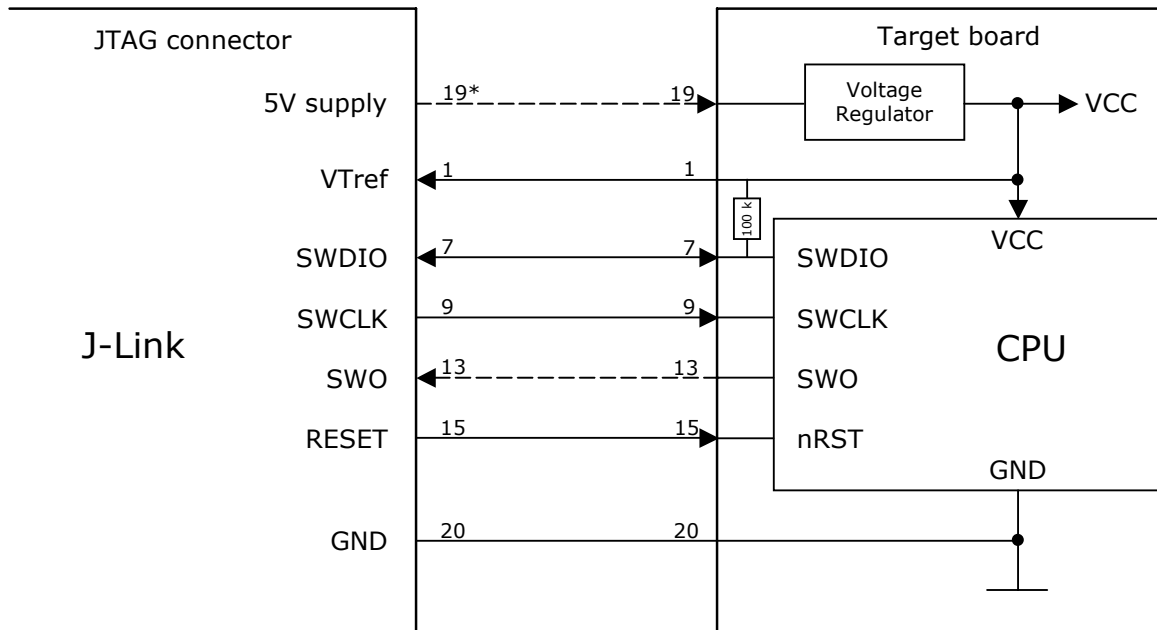 JTAG connector
Target board
5V supply
19*
19
Voltage
Regulator
VCC
VTref
1
1
100 k
VCC
SWDIO
7
7
SWDIO
SWCLK
9
9
SWCLK
J-Link
CPU
SWO
13
13
SWO
RESET
15
15
nRST
GND
GND
20
20